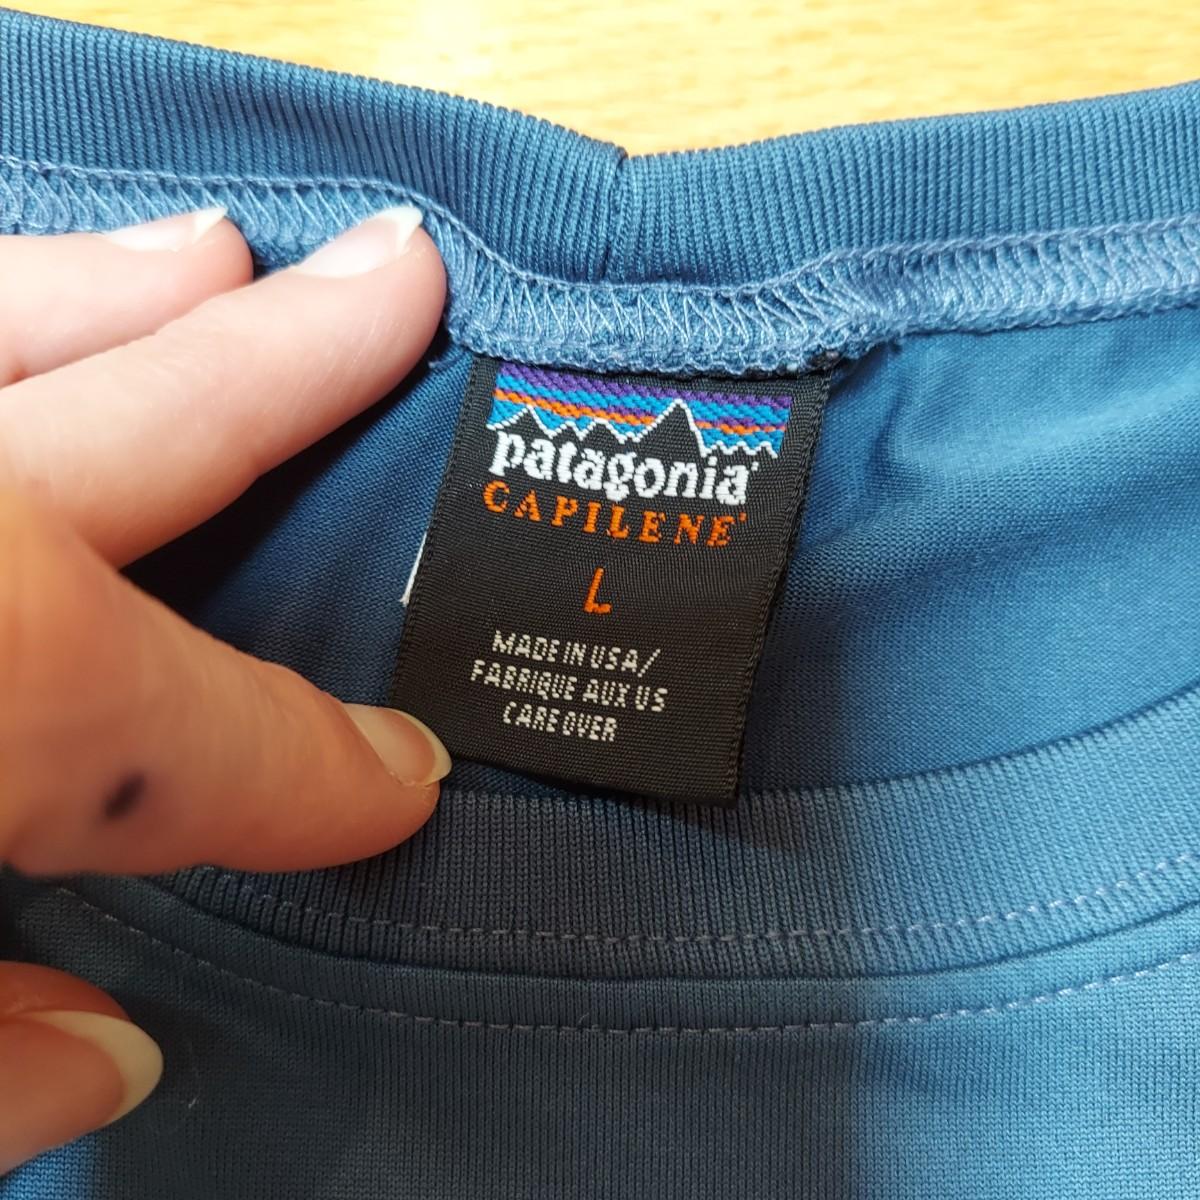 patagonia®
CAPILENE®
L
MADE IN USA/
FABRIQUE AUX US
CARE OVER